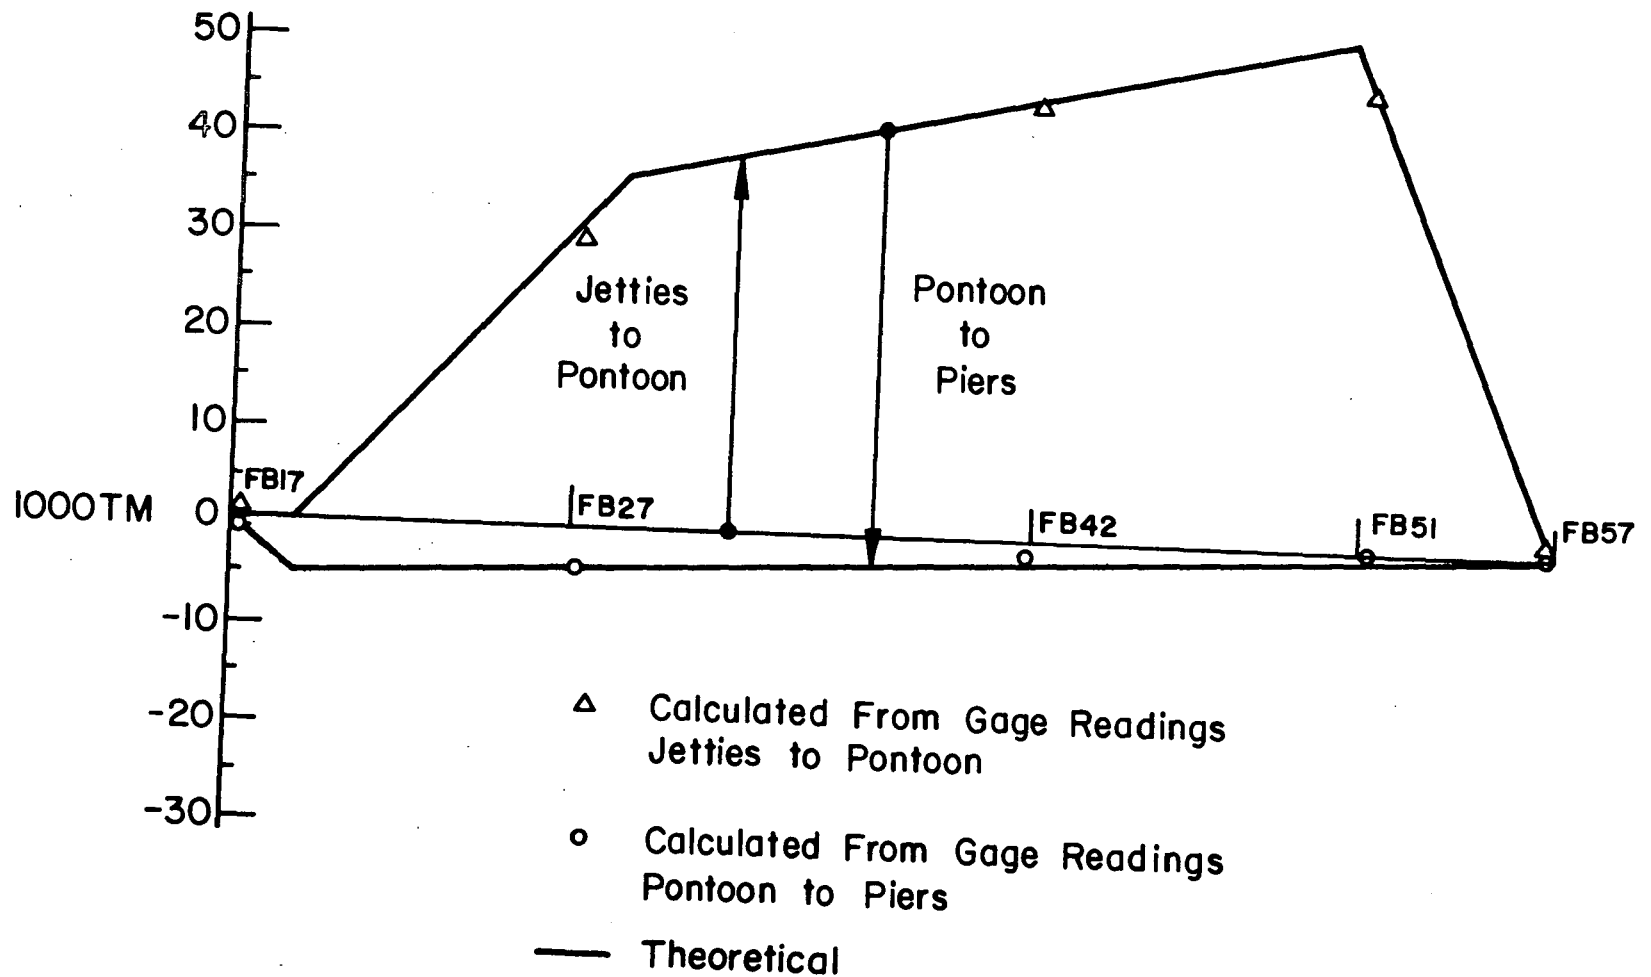 50
40
30
20
10
1000TM 0
-10
-20
-30
FB17
FB27
FB42
FB51
FB57
Jetties
to
Pontoon
Pontoon
to
Piers
Calculated From Gage Readings
Jetties to Pontoon
Calculated From Gage Readings
Pontoon to Piers
Theoretical